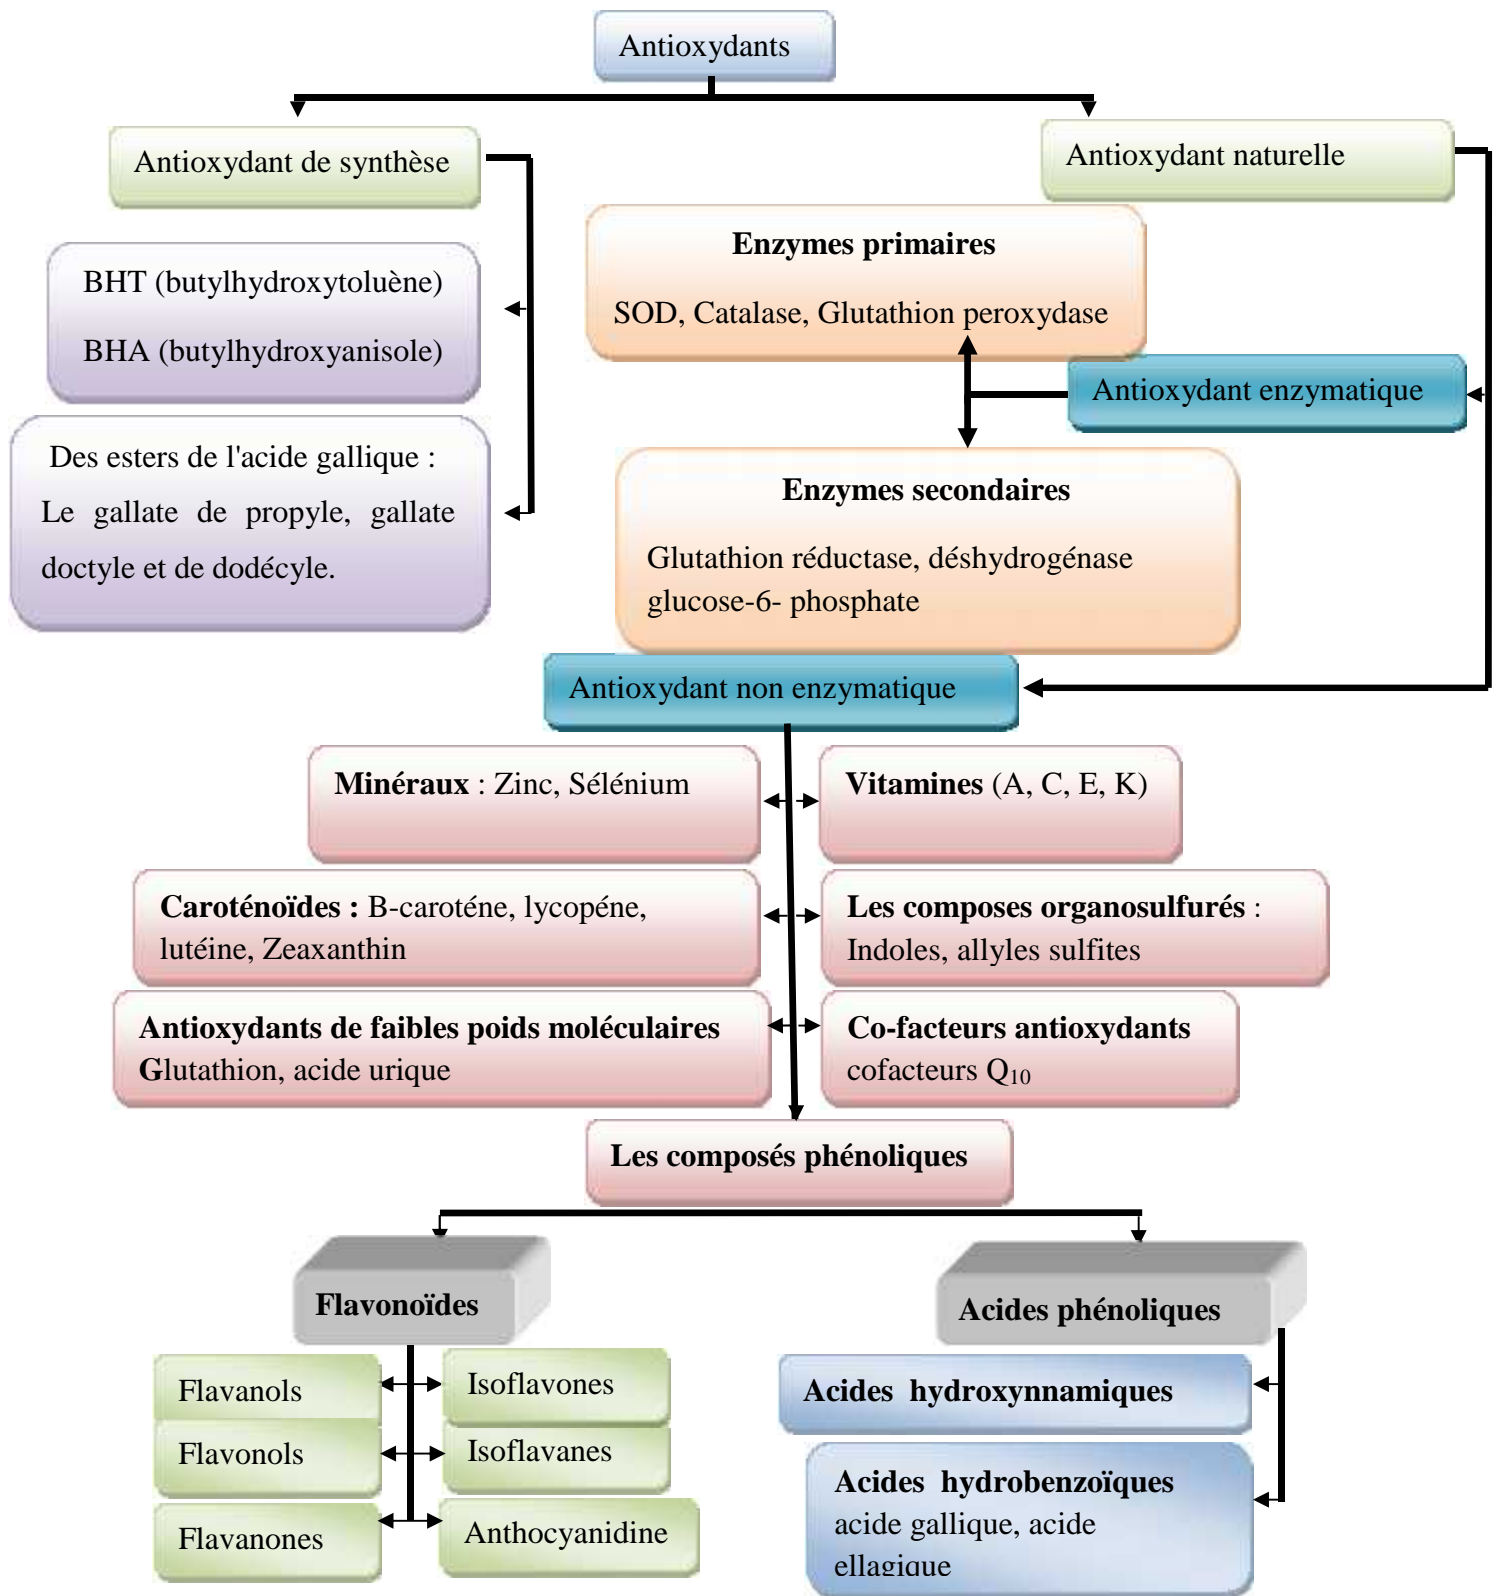 Antioxydants
Antioxydant de synthèse
Antioxydant naturelle
BHT (butylhydroxytoluène)
BHA (butylhydroxyanisole)
Des esters de l'acide gallique :
Le gallate de propyle, gallate
doctyle et de dodécyle.
Enzymes primaires
SOD, Catalase, Glutathion peroxydase
Antioxydant enzymatique
Enzymes secondaires
Glutathion réductase, déshydrogénase
glucose-6- phosphate
Antioxydant non enzymatique
Minéraux : Zinc, Sélénium
Vitamines (A, C, E, K)
Caroténoïdes : B-caroténe, lycopéne,
lutéine, Zeaxanthin
Les composes organosulfurés :
Indoles, allyles sulfites
Antioxydants de faibles poids moléculaires
Glutathion, acide urique
Co-facteurs antioxydants
cofacteurs Q10
Les composés phénoliques
Flavonoïdes
Acides phénoliques
Flavanols
Isoflavones
Flavonols
Isoflavanes
Flavanones
Anthocyanidine
Acides hydroxynnamiques
Acides hydrobenzoïques
acide gallique, acide
ellagique